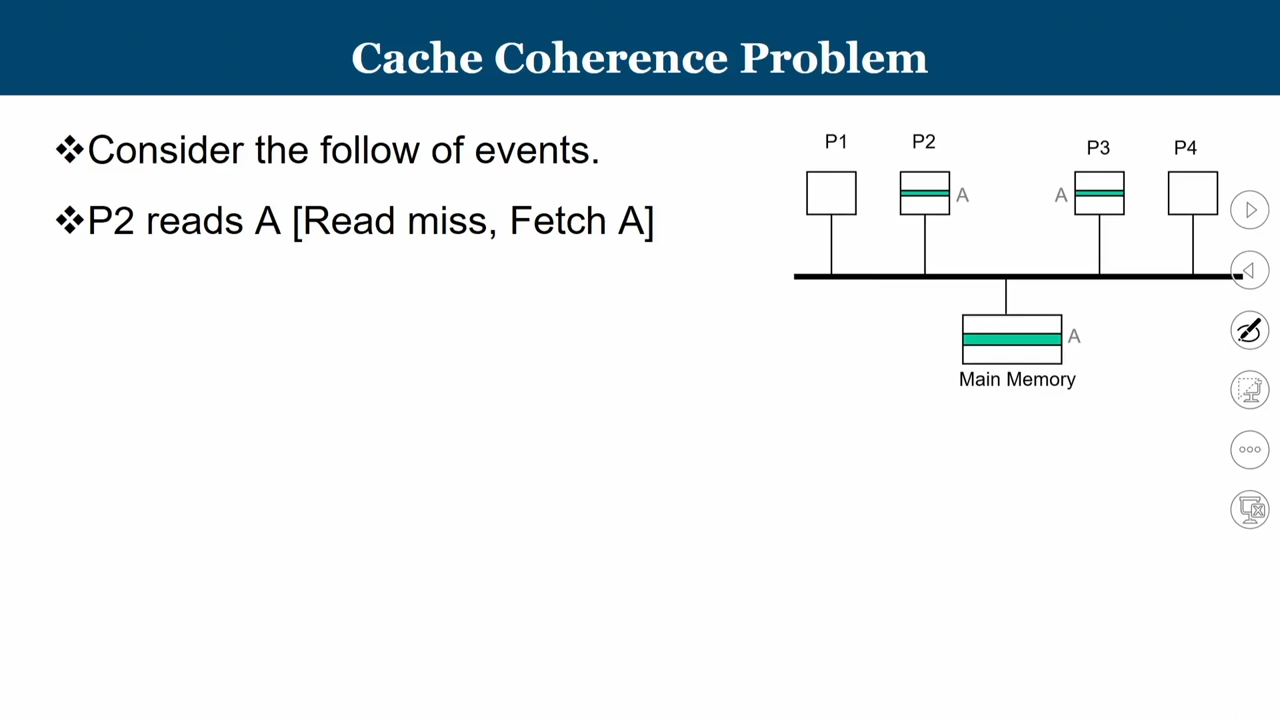 Cache Coherence Problem
❖Consider the follow of events.
❖P2 reads A [Read miss, Fetch A]
P1 P2 P3 P4
A A
A
Main Memory